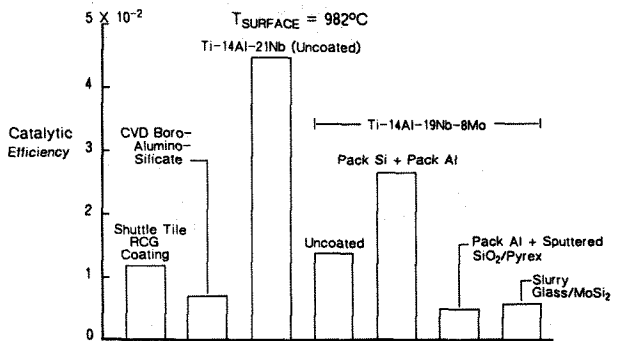 5 × 10⁻²
T_SURFACE = 982ºC
Ti-14Al-21Nb (Uncoated)
4
Catalytic
Efficiency
CVD Boro-
Alumino-
Silicate
Ti-14Al-19Nb-8Mo
3
Pack Si + Pack Al
2
Shuttle Tile
RCG
Coating
Uncoated
Pack Al + Sputtered
SiO₂/Pyrex
1
Slurry
Glass/MoSi₂
0